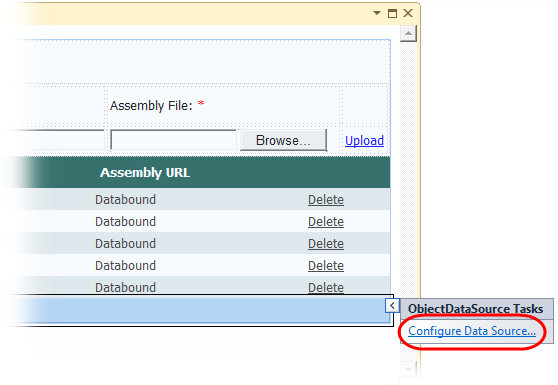 Assembly File: *
Browse... Upload
Assembly URL
Databound Delete
Databound Delete
Databound Delete
Databound Delete
Databound Delete
ObjectDataSource Tasks
Configure Data Source...